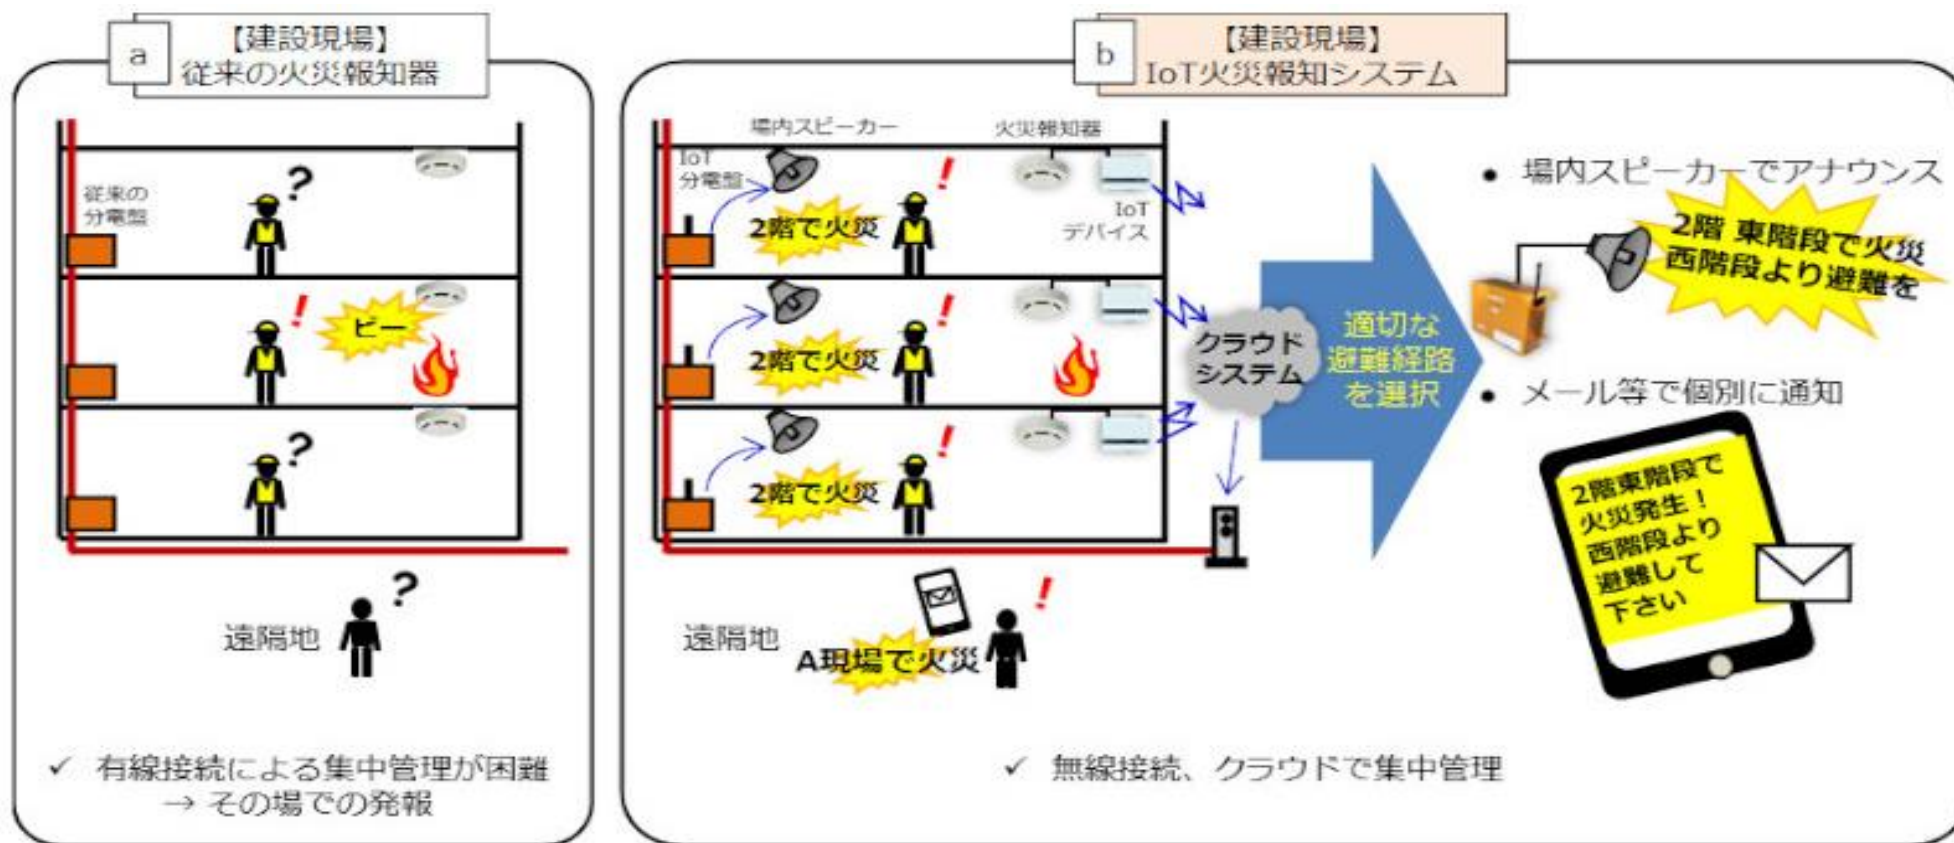 a
【建設現場】
従来の火災報知器
従来の
分電盤
?
!
ピー
?
遠隔地
?
✓ 有線接続による集中管理が困難
→ その場での発報
b
【建設現場】
IoT火災報知システム
場内スピーカー
火災報知器
IoT
分電盤
!
IoT
デバイス
2階で火災
!
2階で火災
!
2階で火災
クラウド
システム
遠隔地
!
A現場で火災
適切な
避難経路
を選択
• 場内スピーカーでアナウンス
2階 東階段で火災
西階段より避難を
• メール等で個別に通知
2階東階段で
火災発生!
西階段より
避難して
下さい
✓ 無線接続、クラウドで集中管理